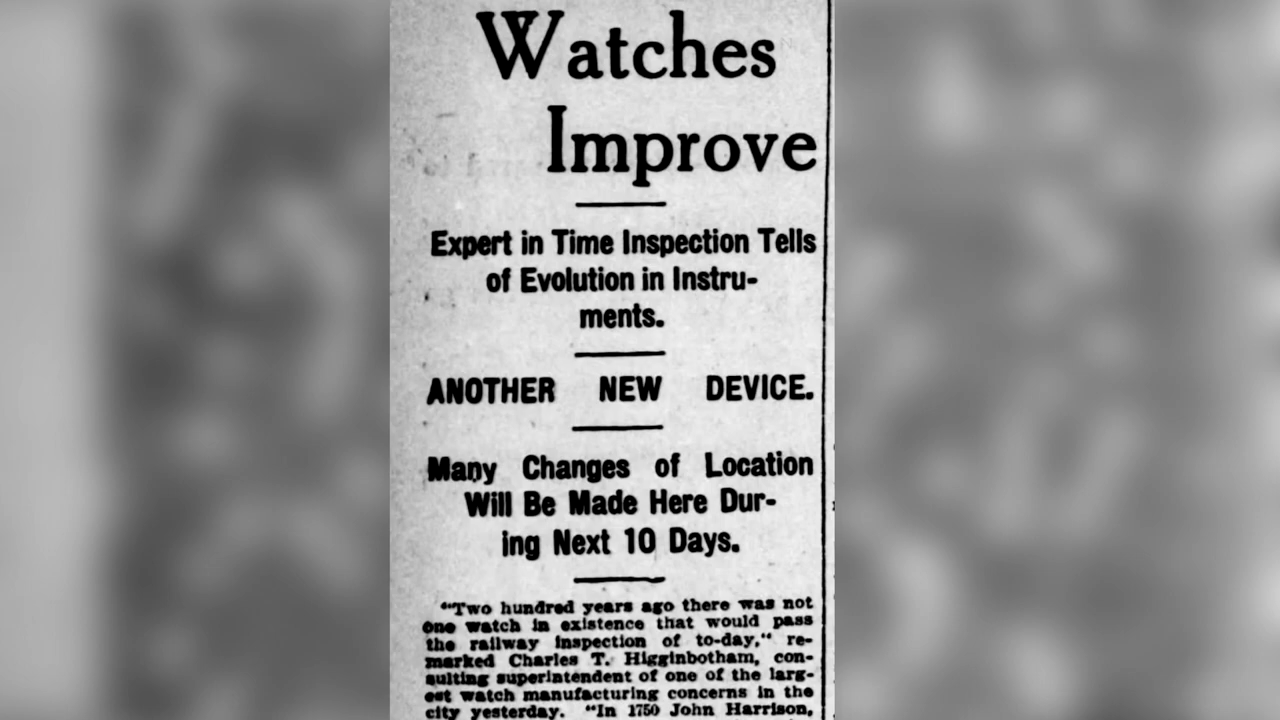 Watches
Improve
Expert in Time Inspection Tells
of Evolution in Instru-
ments.
ANOTHER NEW DEVICE.
Many Changes of Location
Will Be Made Here Dur-
ing Next 10 Days.
"Two hundred years ago there was not
one watch in existence that would pass
the railway inspection of to-day," re-
marked Charles T. Higginbotham, con-
sulting superintendent of one of the larg-
est watch manufacturing concerns in the
city yesterday. "In 1750 John Harrison,